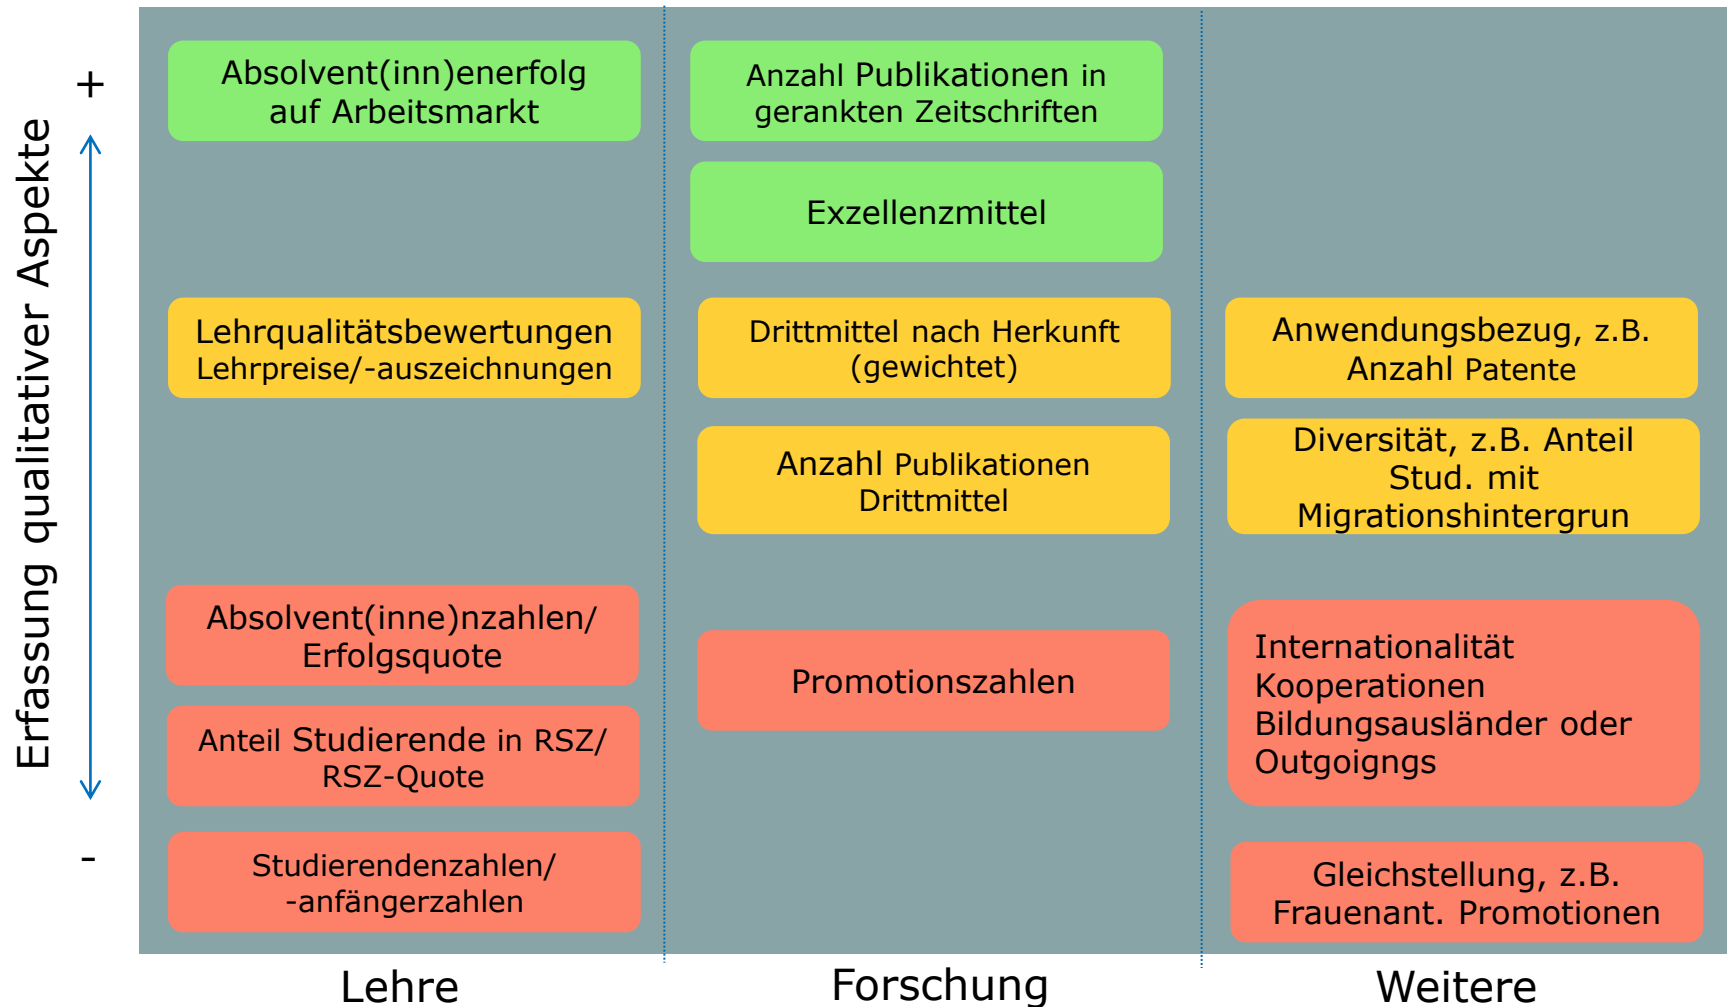 Erfassung qualitativer Aspekte
+
-
Absolvent(inn)enerfolg
auf Arbeitsmarkt
Lehrqualitätsbewertungen
Lehrpreise/-auszeichnungen
Absolvent(inne)nzahlen/
Erfolgsquote
Anteil Studierende in RSZ/
RSZ-Quote
Studierendenzahlen/
-anfängerzahlen
Lehre
Anzahl Publikationen in
gerankten Zeitschriften
Exzellenzmittel
Drittmittel nach Herkunft
(gewichtet)
Anzahl Publikationen
Drittmittel
Promotionszahlen
Forschung
Anwendungsbezug, z.B.
Anzahl Patente
Diversität, z.B. Anteil
Stud. mit
Migrationshintergrun
Internationalität
Kooperationen
Bildungsausländer oder
Outgoigngs
Gleichstellung, z.B.
Frauenant. Promotionen
Weitere